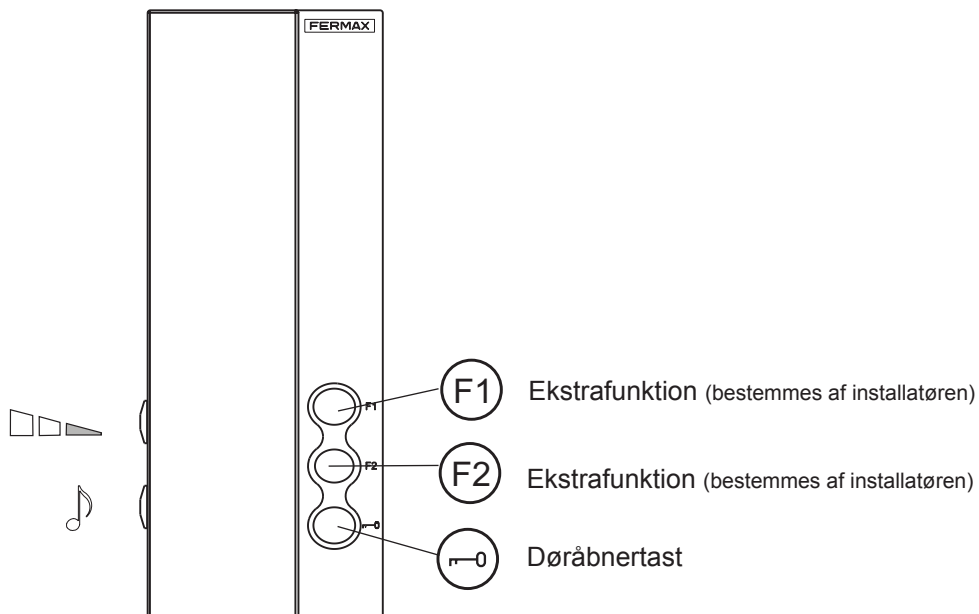 FERMAX
F1
F1 Ekstrafunktion (bestemmes af installatøren)
F2
F2 Ekstrafunktion (bestemmes af installatøren)
Døråbnertast